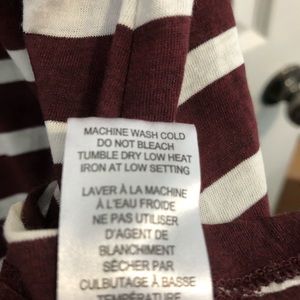 MACHINE WASH COLD
DO NOT BLEACH
TUMBLE DRY LOW HEAT
IRON AT LOW SETTING
LAVER À LA MACHINE
À L'EAU FROIDE
NE PAS UTILISER
D'AGENT DE
BLANCHIMENT
SÉCHER PAR
CULBUTAGE À BASSE
TEMPÉRATURE